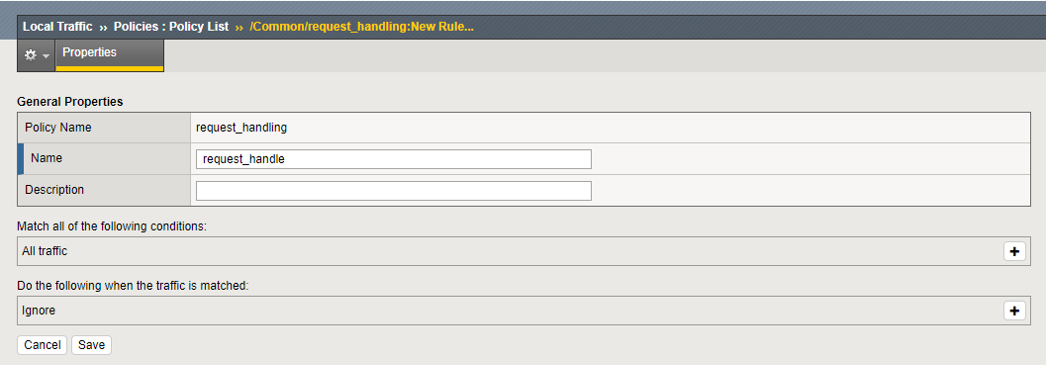 Local Traffic ›› Policies : Policy List ›› /Common/request_handling:New Rule...
Properties
General Properties
Policy Name request_handling
Name request_handle
Description
Match all of the following conditions:
All traffic
Do the following when the traffic is matched:
Ignore
Cancel Save